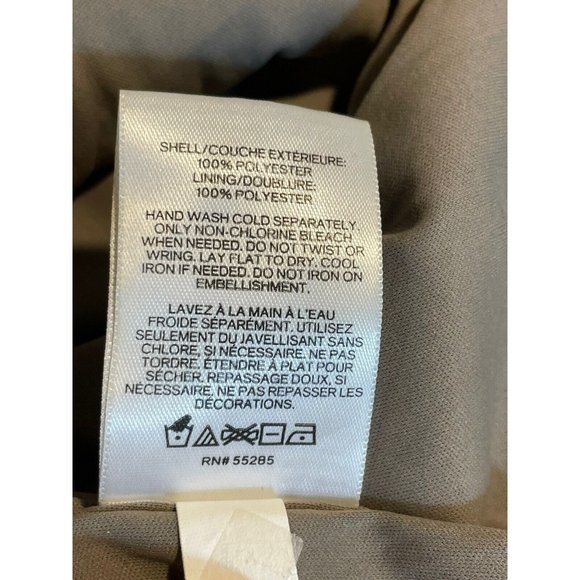 SHELL/COUCHE EXTÉRIEURE:
100% POLYESTER
LINING/DOUBLURE:
100% POLYESTER
HAND WASH COLD SEPARATELY.
ONLY NON-CHLORINE BLEACH
WHEN NEEDED. DO NOT TWIST OR
WRING. LAY FLAT TO DRY. COOL
IRON IF NEEDED. DO NOT IRON ON
EMBELLISHMENT.
LAVEZ À LA MAIN À L'EAU
FROIDE SÉPARÉMENT. UTILISEZ
SEULEMENT DU JAVELLISANT SANS
CHLORE, SI NÉCESSAIRE. NE PAS
TORDRE. ÉTENDRE À PLAT POUR
SÉCHER. REPASSAGE DOUX, SI
NÉCESSAIRE, NE PAS REPASSER LES
DÉCORATIONS.
RN# 55285